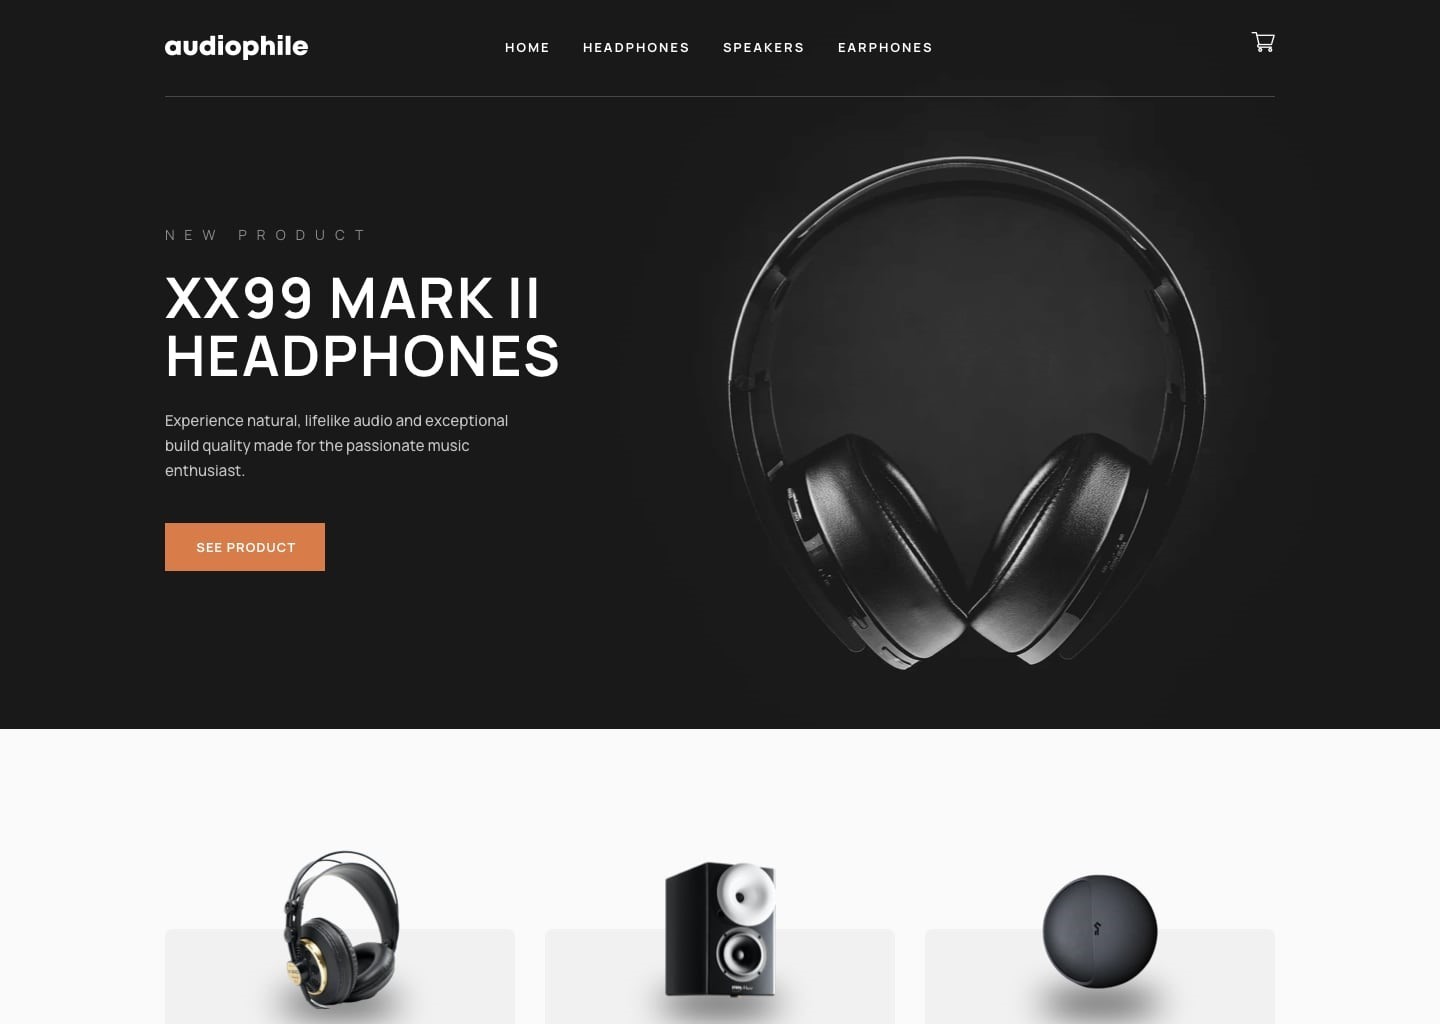 audiophile
HOME HEADPHONES SPEAKERS EARPHONES
NEW PRODUCT
XX99 MARK II
HEADPHONES
Experience natural, lifelike audio and exceptional
build quality made for the passionate music
enthusiast.
SEE PRODUCT